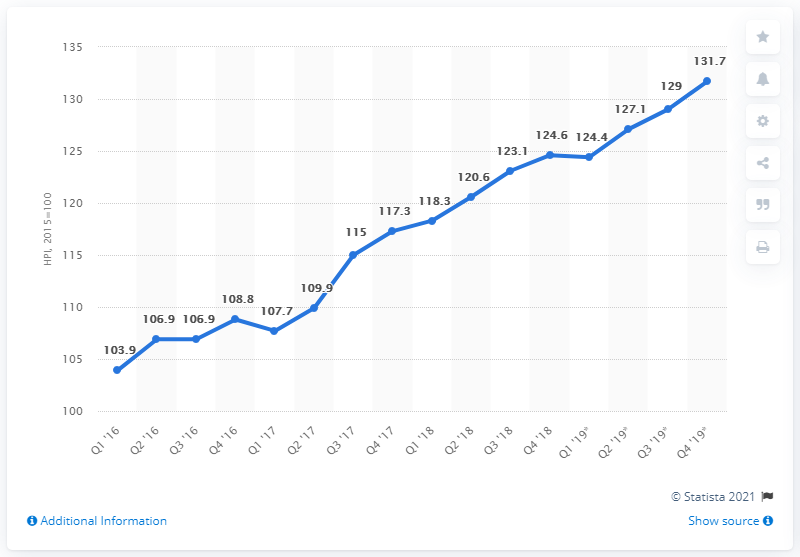 135
130
125
120
115
110
105
100
HPI, 2015=100
103.9
106.9
106.9
108.8
107.7
109.9
115
117.3
118.3
120.6
123.1
124.6
124.4
127.1
129
131.7
Q1 '16
Q2 '16
Q3 '16
Q4 '16
Q1 '17
Q2 '17
Q3 '17
Q4 '17
Q1 '18
Q2 '18
Q3 '18
Q4 '18
Q1 '19*
Q2 '19*
Q3 '19*
Q4 '19*
© Statista 2021
Additional Information
Show source